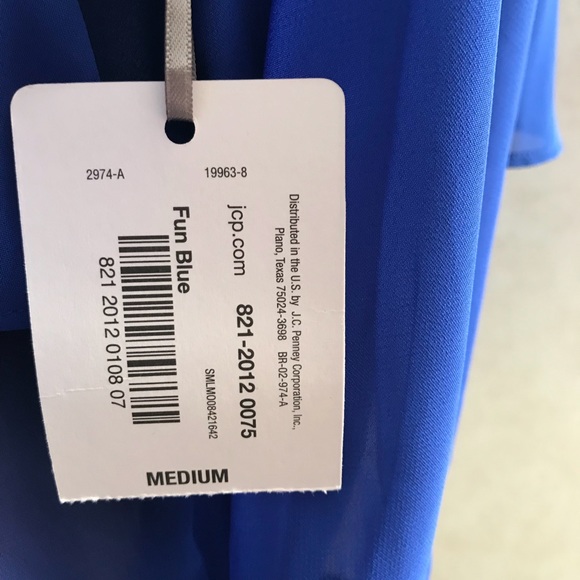 2974-A
19963-8
Distributed in the U.S. by J.C. Penney Corporation, Inc.,
Plano, Texas 75024-3698 BR-02-974-A
jcp.com 821-2012 0075
SMLM008421642
Fun Blue
821 2012 0108 07
MEDIUM